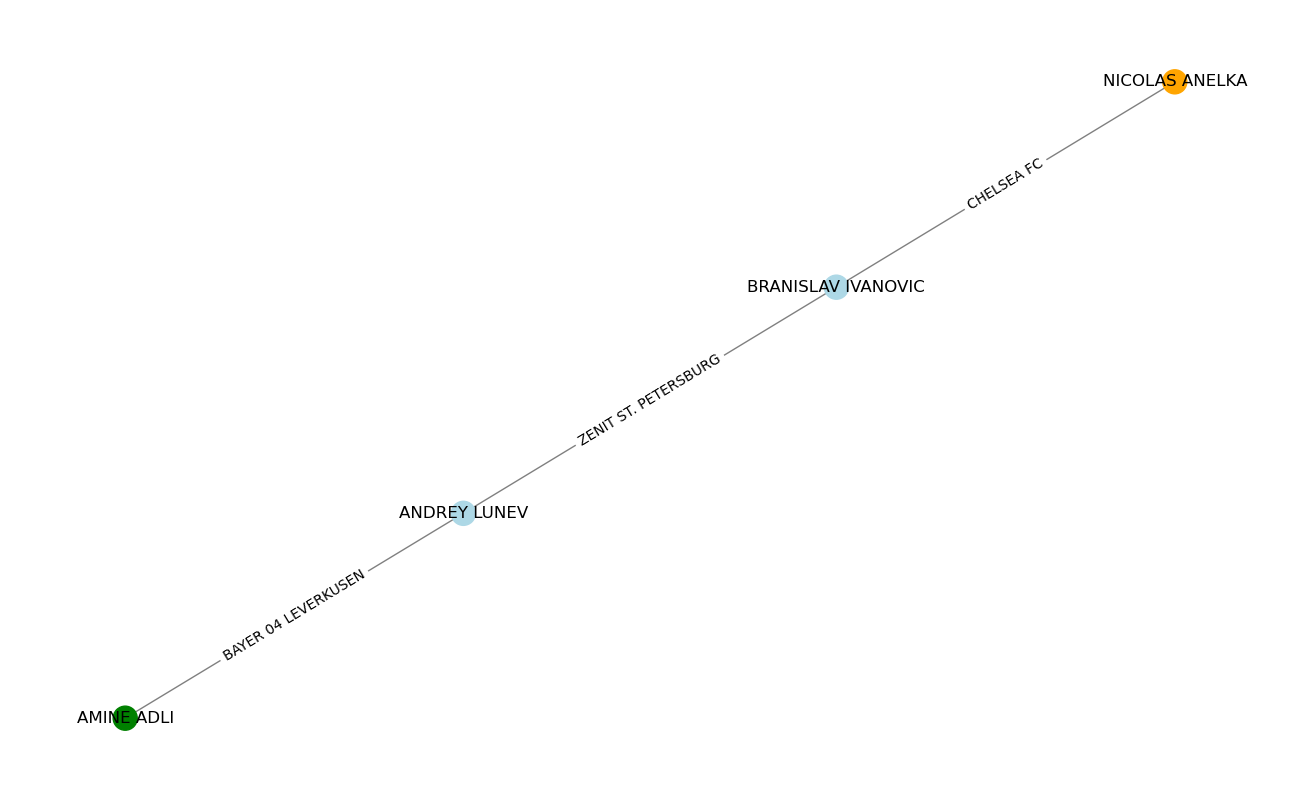 NICOLAS ANELKA
CHELSEA FC
BRANISLAV IVANOVIC
ZENIT ST. PETERSBURG
ANDREY LUNEV
BAYER 04 LEVERKUSEN
AMINE ADLI